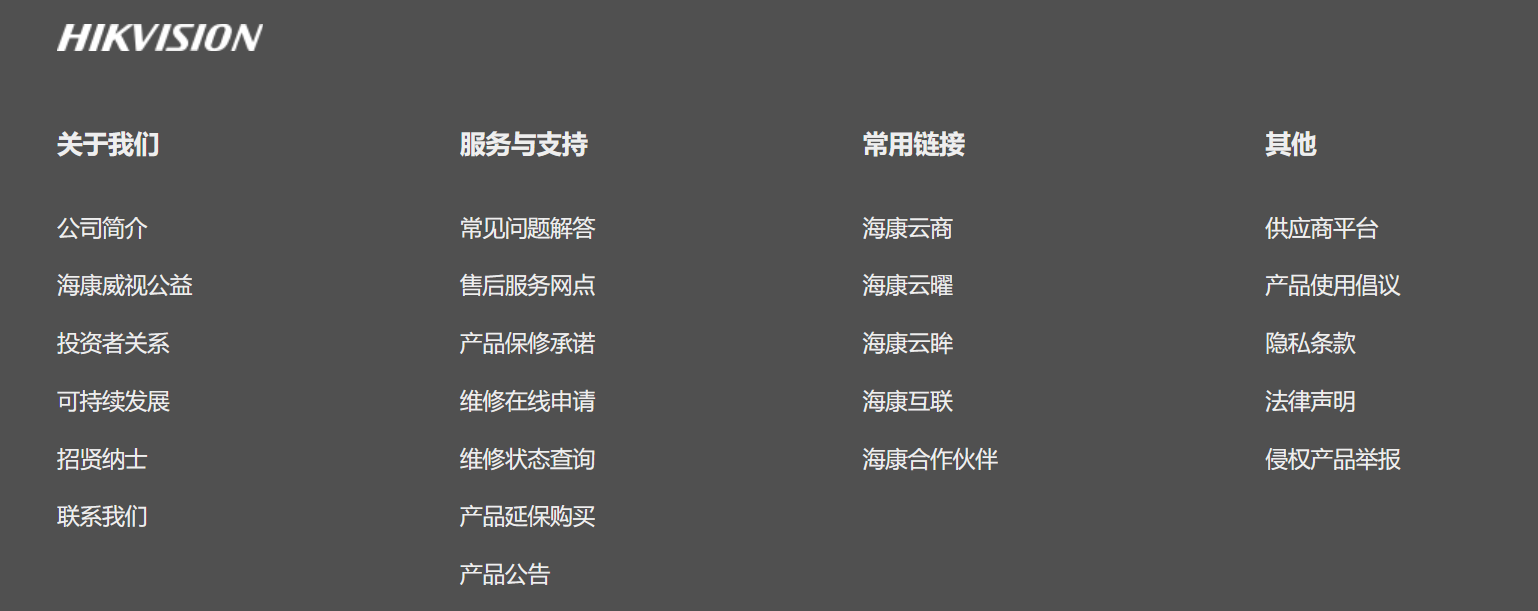 HIKVISION
关于我们
公司简介
海康威视公益
投资者关系
可持续发展
招贤纳士
联系我们
服务与支持
常见问题解答
售后服务网点
产品保修承诺
维修在线申请
维修状态查询
产品延保购买
产品公告
常用链接
海康云商
海康云曜
海康云眸
海康互联
海康合作伙伴
其他
供应商平台
产品使用倡议
隐私条款
法律声明
侵权产品举报